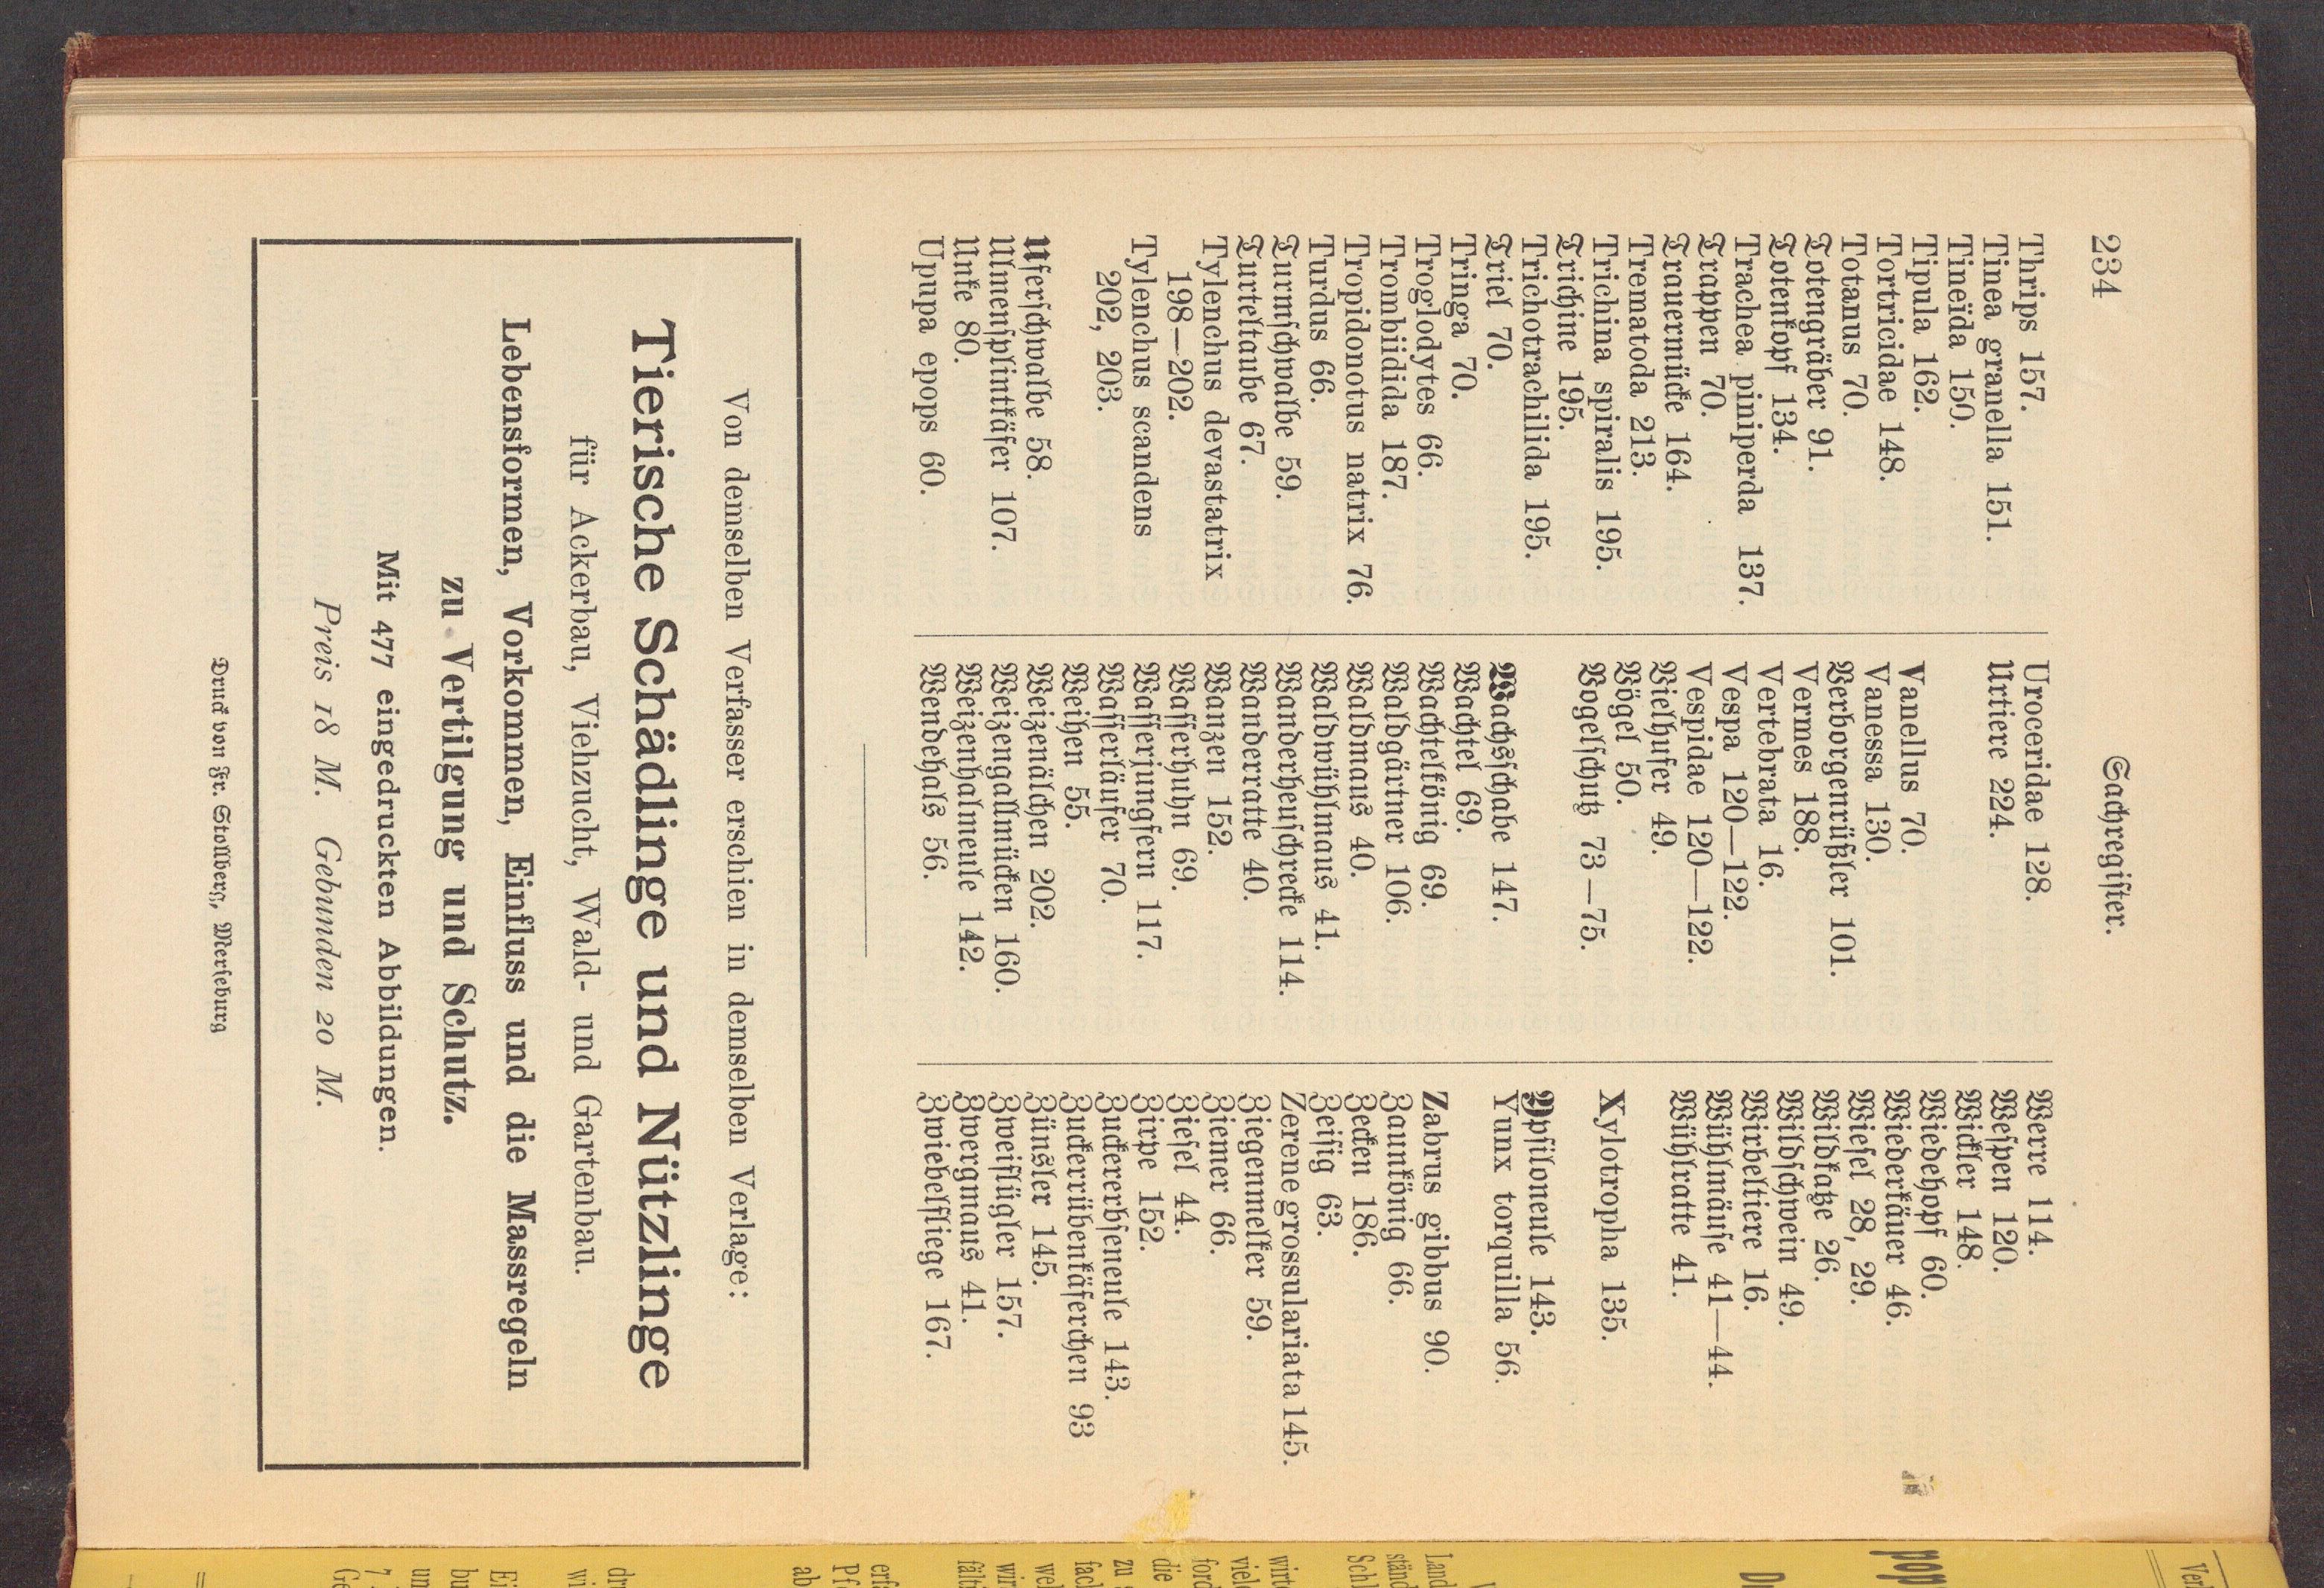 234
Sachregiſter.
Thrips 157.
Tinea granella 151.
Tineïda 150.
Tipula 162.
Tortricidae 148.
Totanus 70.
Totengräber 91.
Totenkopf 134.
Trachea piniperda 137.
Trappen 70.
Trauermücke 164.
Trematoda 213.
Trichina spiralis 195.
Trichine 195.
Trichotrachilida 195.
Triel 70.
Tringa 70.
Troglodytes 66.
Trombiidida 187.
Tropidonotus natrix 76.
Turdus 66.
Turmſchwalbe 59.
Turteltaube 67.
Tylenchus devastatrix
198—202.
Tylenchus scandens
202, 203.
Uferſchwalbe 58.
Ulmenſplintkäfer 107.
Unke 80.
Upupa epops 60.
Uroceridae 128.
Urtiere 224.
Vanellus 70.
Vanessa 130.
Verborgenrüßler 101.
Vermes 188.
Vertebrata 16.
Vespa 120—122.
Vespidae 120—122.
Vielhufer 49.
Vögel 50.
Vogelſchutz 73—75.
Wachsſchabe 147.
Wachtel 69.
Wachtelkönig 69.
Waldgärtner 106.
Waldmaus 40.
Waldwühlmaus 41.
Wanderheuſchrecke 114.
Wanderratte 40.
Wanzen 152.
Waſſerhuhn 69.
Waſſerjungfern 117.
Waſſerläufer 70.
Weihen 55.
Weizenälchen 202.
Weizengallmücken 160.
Weizenhalmeule 142.
Wendehals 56.
Werre 114.
Weſpen 120.
Wickler 148.
Wiedehopf 60.
Wiederkäuer 46.
Wieſel 28, 29.
Wildkatze 26.
Wildſchwein 49.
Wirbeltiere 16.
Wühlmäuſe 41—44.
Wühlratte 41.
Xylotropha 135.
Ypſiloneule 143.
Yunx torquilla 56.
Zabrus gibbus 90.
Zaunkönig 66.
Zecken 186.
Zeiſig 63.
Zerene grossulariata 145.
Ziegenmelker 59.
Ziemer 66.
Zieſel 44.
Zirpe 152.
Zuckererbſeneule 143.
Zuckerrübenkäferchen 93
Zünsler 145.
Zweiflügler 157.
Zwergmaus 41.
Zwiebelfliege 167.
Von demselben Verfasser erschien in demselben Verlage:
Tierische Schädlinge und Nützlinge
für Ackerbau, Viehzucht, Wald- und Gartenbau.
Lebensformen, Vorkommen, Einfluss und die Massregeln
zu Vertilgung und Schutz.
Mit 477 eingedruckten Abbildungen.
Preis 18 M. Gebunden 20 M.
Druck von Fr. Stollberg, Merſeburg